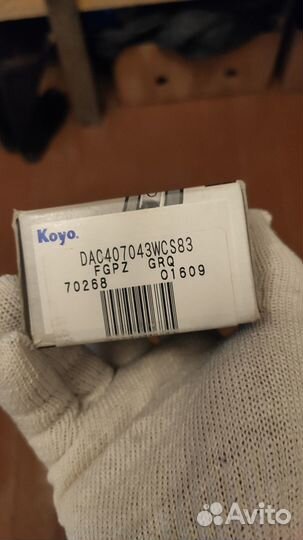 Koyo.
DAC407043WCS83
FGPZ GRQ
70268 01609
Avito